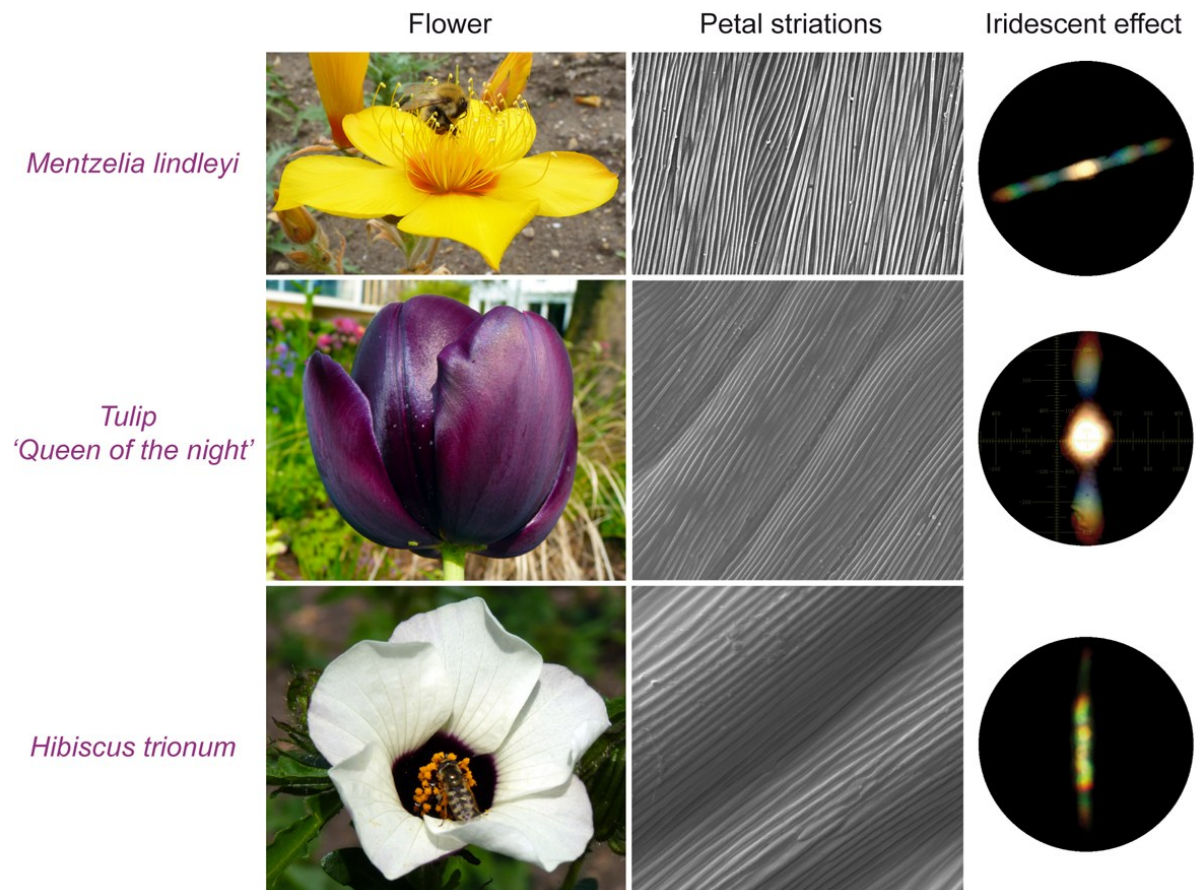 Flower
Petal striations
Iridescent effect
Mentzelia lindleyi
Tulip
‘Queen of the night’
Hibiscus trionum